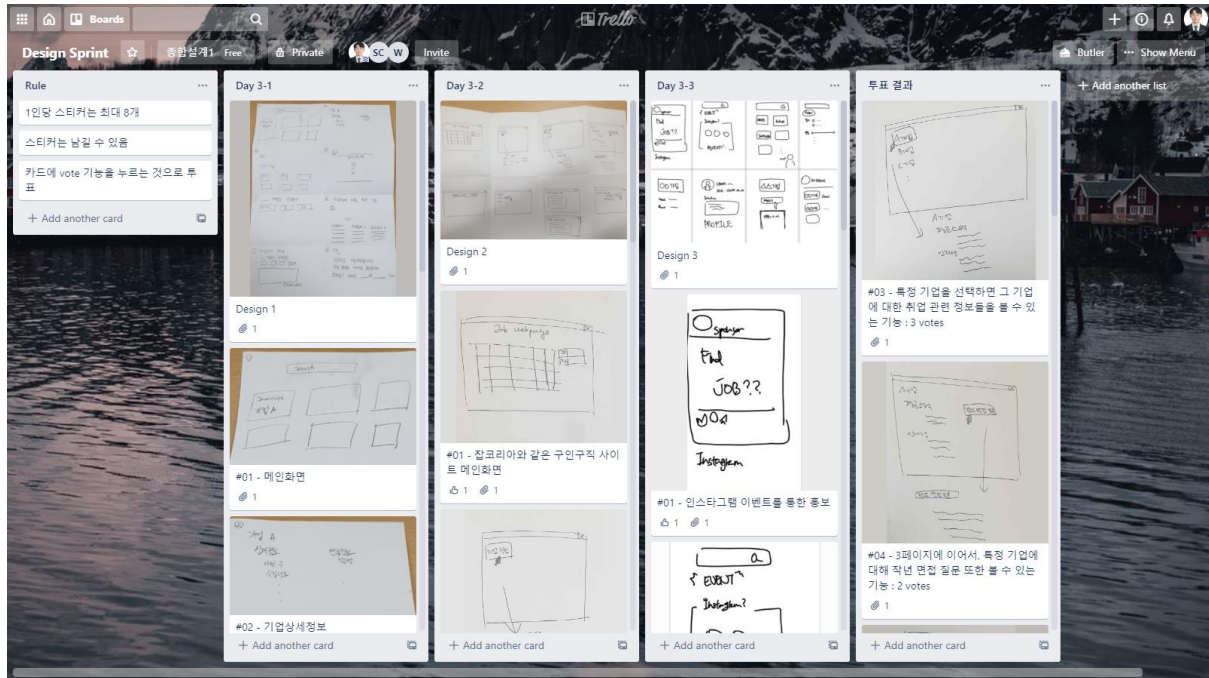 Boards
Trello
Design Sprint
종합설계1 Free
Private
SC
W
Invite
Butler
Show Menu
Rule
1인당 스티커는 최대 8개
스티커는 남길 수 있음
카드에 vote 기능을 누르는 것으로 투
표
+ Add another card
Day 3-1
Design 1
1
Search
기업 A
#01 - 메인화면
1
기업 A
#02 - 기업상세정보
+ Add another card
Day 3-2
Design 2
1
Job webpage
#01 - 잡코리아와 같은 구인구직 사이
트 메인화면
1 1
+ Add another card
Day 3-3
PROFILE
Design 3
1
Sponsor
Find
JOB??
Instagram
#01 - 인스타그램 이벤트를 통한 홍보
1 1
EVENT
Instagram?
+ Add another card
투표 결과
A기업
#03 - 특정 기업을 선택하면 그 기업
에 대한 취업 관련 정보들을 볼 수 있
는 기능 : 3 votes
1
#04 - 3페이지에 이어서, 특정 기업에
대해 작년 면접 질문 또한 볼 수 있는
기능 : 2 votes
1
+ Add another card
+ Add another list